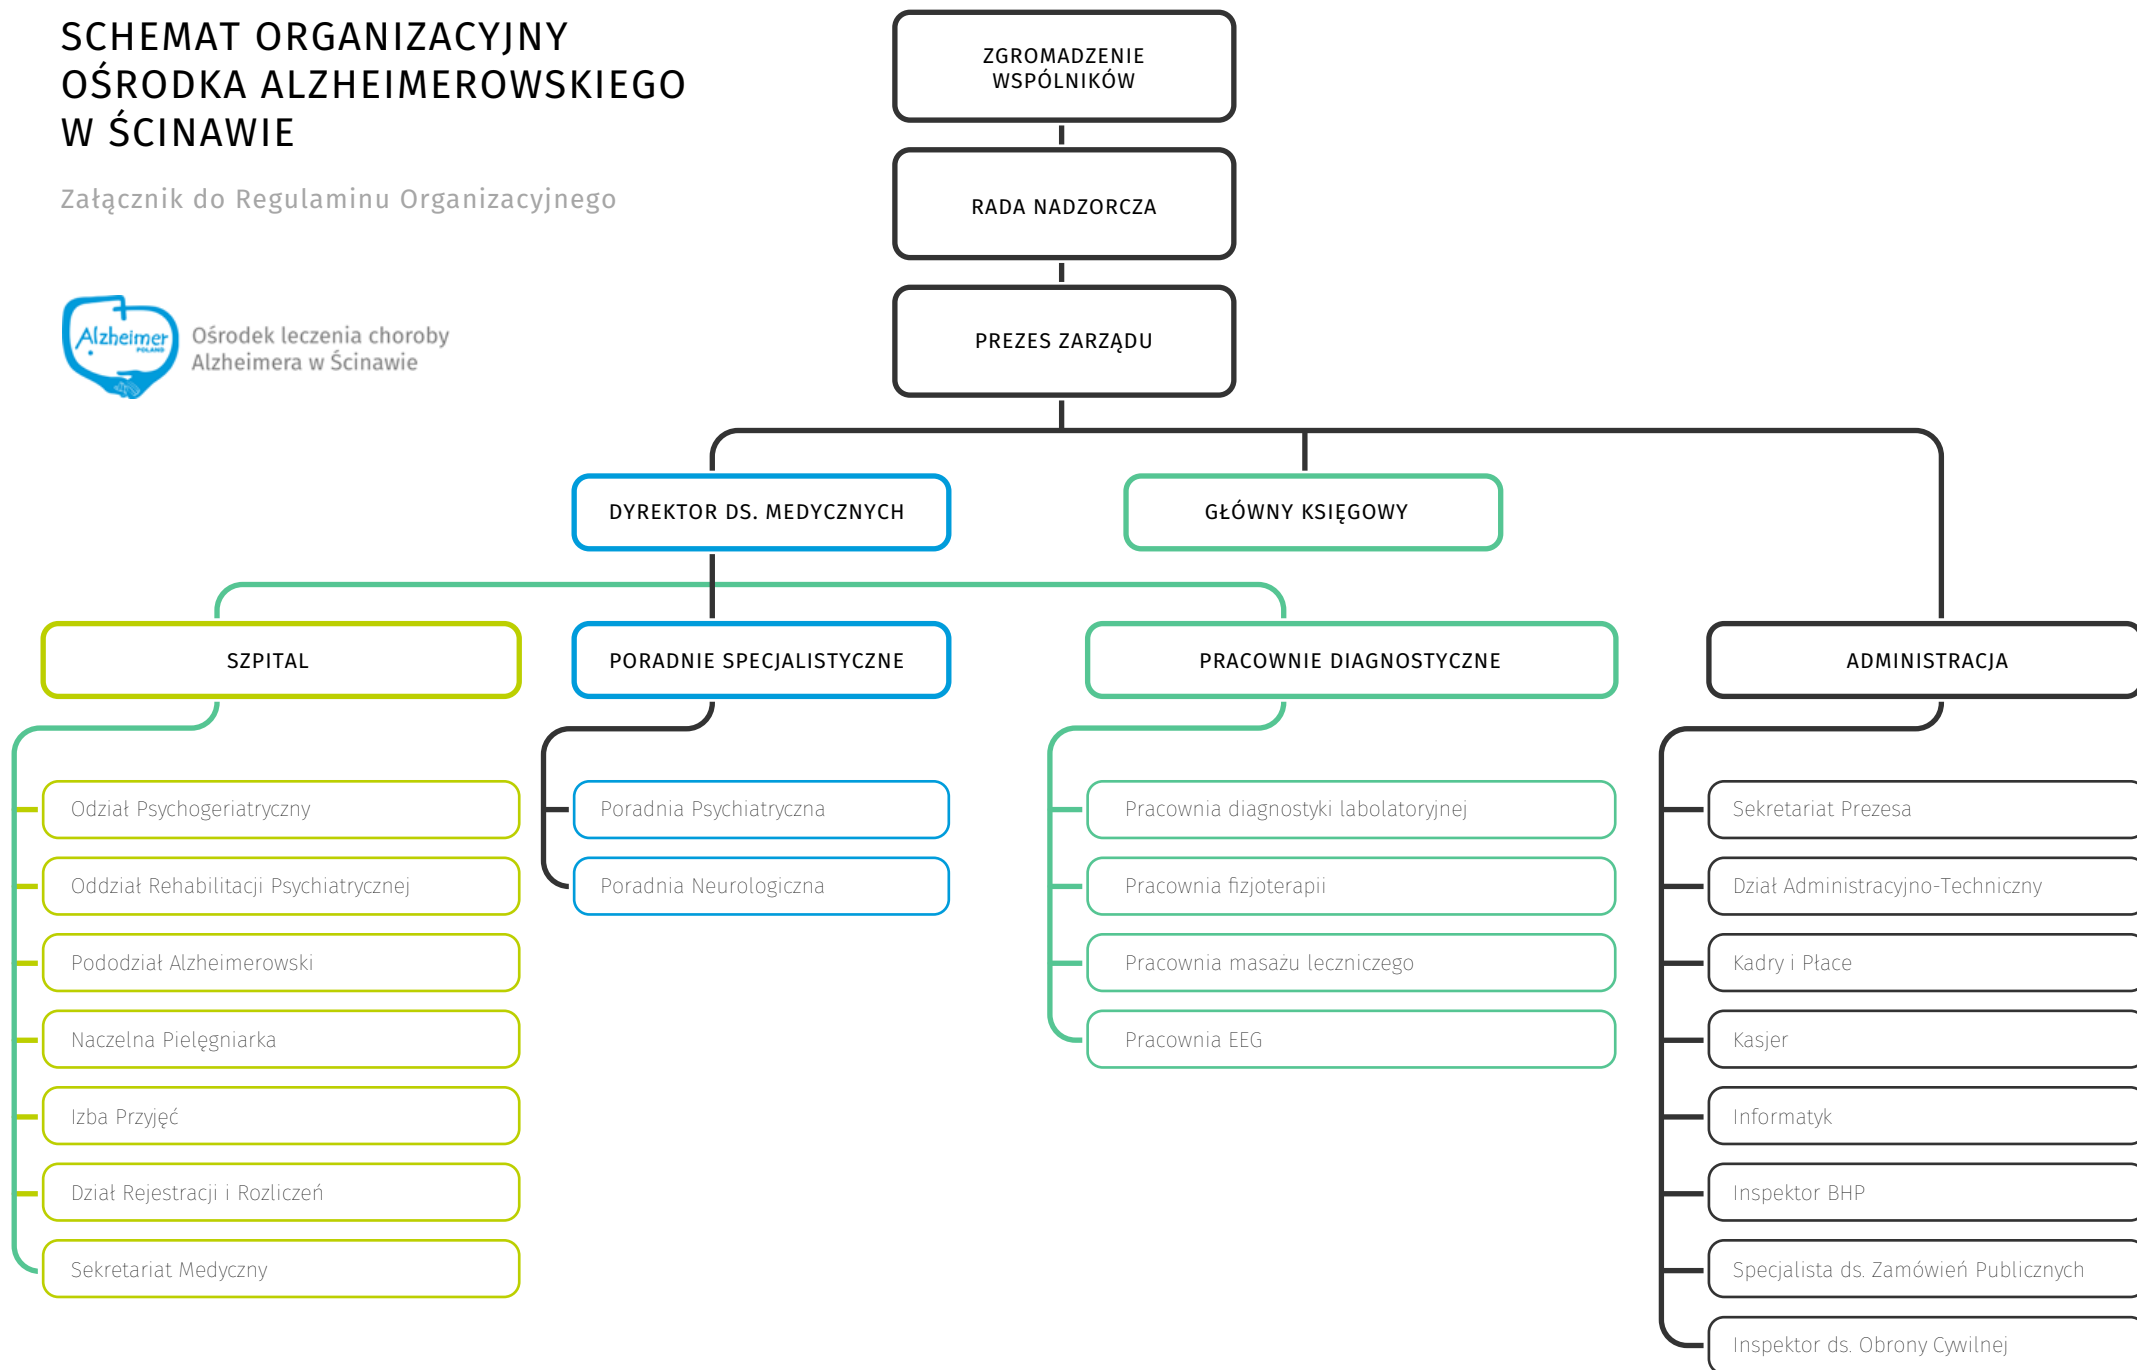 SCHEMAT ORGANIZACYJNY
OŚRODKA ALZHEIMEROWSKIEGO
W ŚCINAWIE
Załącznik do Regulaminu Organizacyjnego
Alzheimer
POLAND
Ośrodek leczenia choroby
Alzheimera w Ścinawie
ZGROMADZENIE
WSPÓLNIKÓW
RADA NADZORCZA
PREZES ZARZĄDU
DYREKTOR DS. MEDYCZNYCH
GŁÓWNY KSIĘGOWY
SZPITAL
PORADNIE SPECJALISTYCZNE
PRACOWNIE DIAGNOSTYCZNE
ADMINISTRACJA
Odział Psychogeriatryczny
Oddział Rehabilitacji Psychiatrycznej
Pododział Alzheimerowski
Naczelna Pielęgniarka
Izba Przyjęć
Dział Rejestracji i Rozliczeń
Sekretariat Medyczny
Poradnia Psychiatryczna
Poradnia Neurologiczna
Pracownia diagnostyki labolatoryjnej
Pracownia fizjoterapii
Pracownia masażu leczniczego
Pracownia EEG
Sekretariat Prezesa
Dział Administracyjno-Techniczny
Kadry i Płace
Kasjer
Informatyk
Inspektor BHP
Specjalista ds. Zamówień Publicznych
Inspektor ds. Obrony Cywilnej